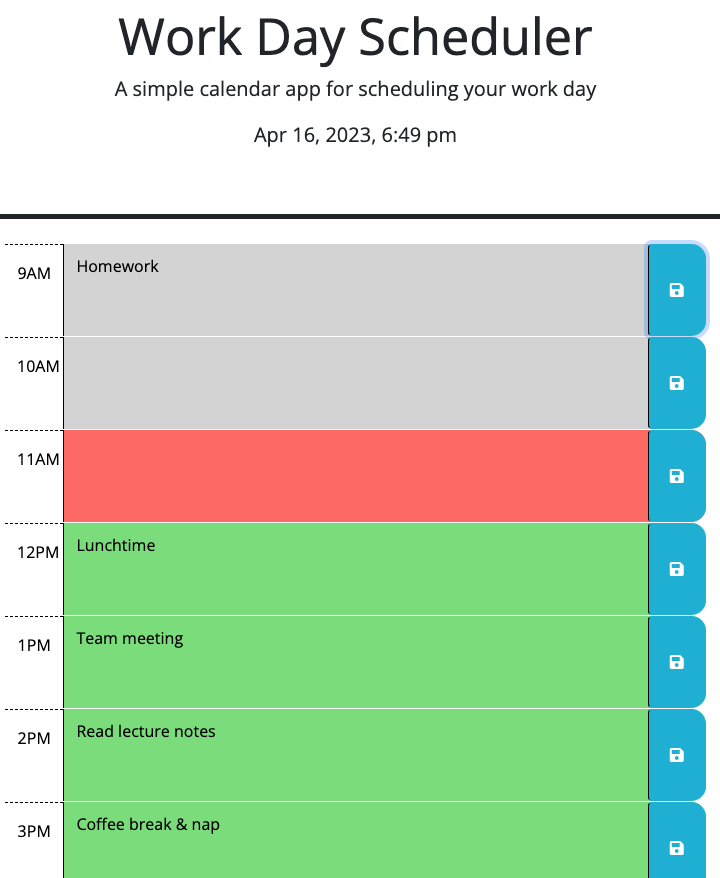 Work Day Scheduler
A simple calendar app for scheduling your work day
Apr 16, 2023, 6:49 pm
9AM Homework
10AM
11AM
12PM Lunchtime
1PM Team meeting
2PM Read lecture notes
3PM Coffee break & nap